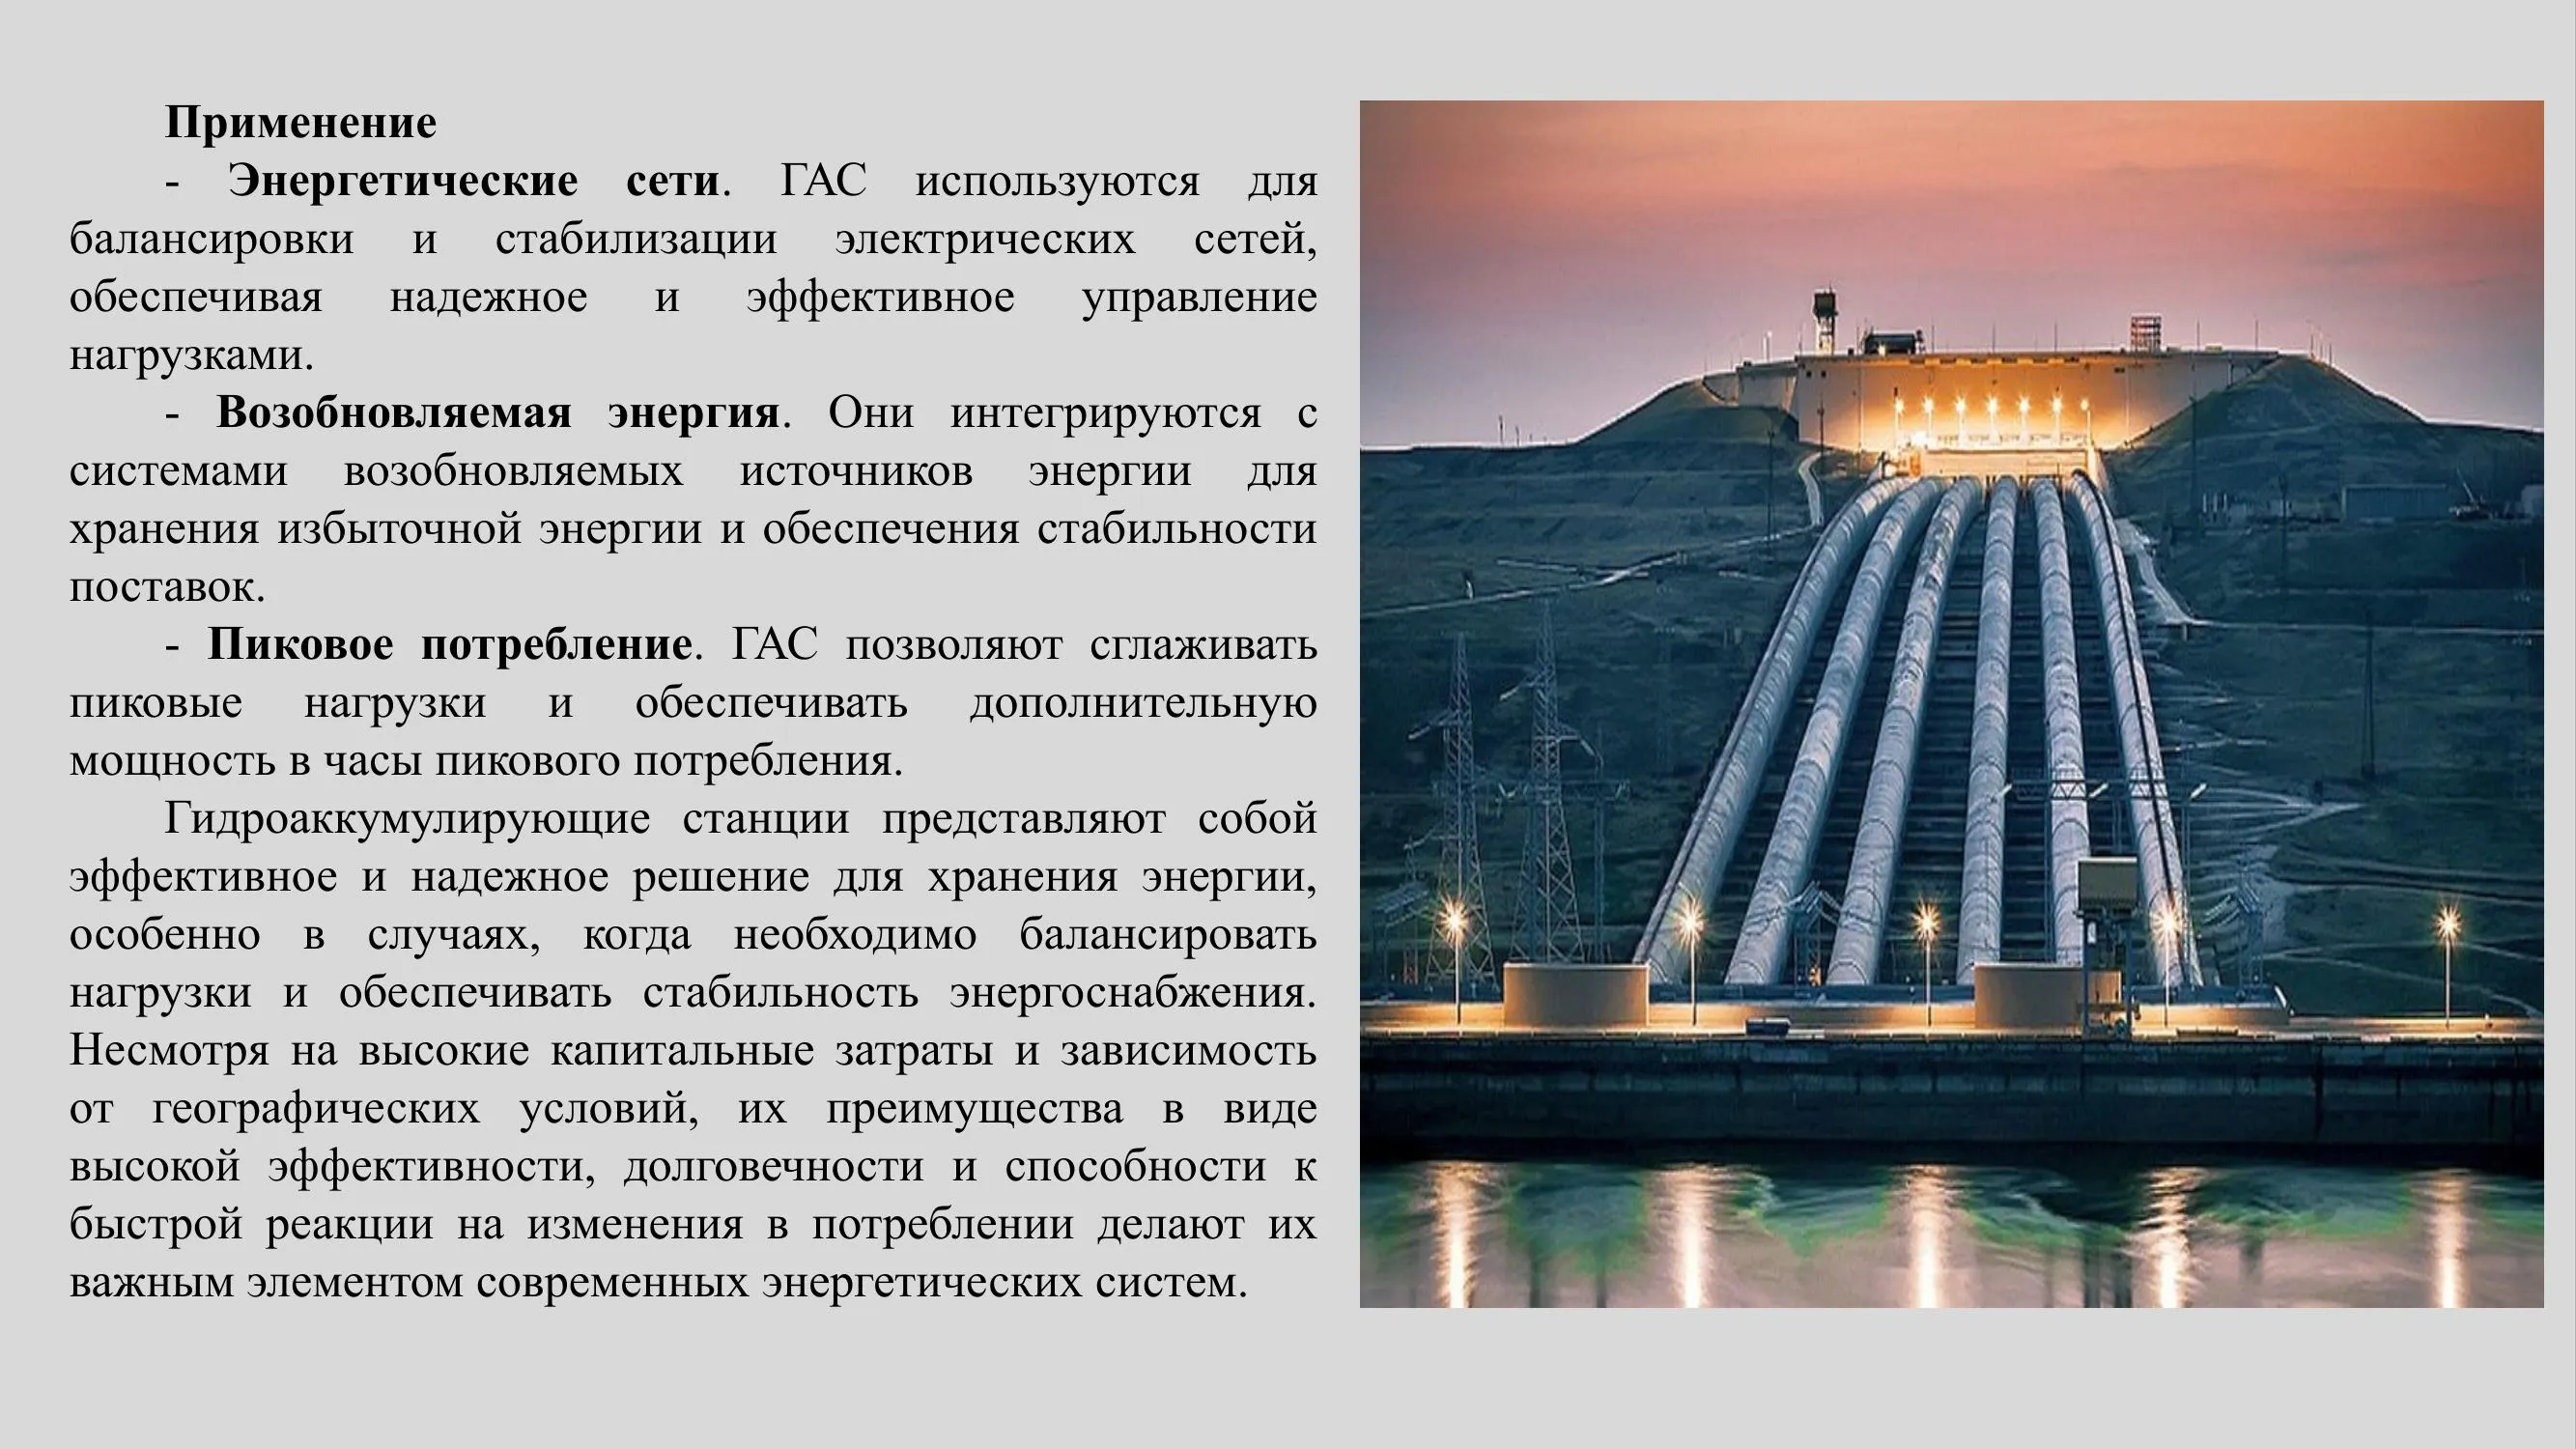 Применение
- Энергетические сети. ГАС используются для
балансировки и стабилизации электрических сетей,
обеспечивая надежное и эффективное управление
нагрузками.
- Возобновляемая энергия. Они интегрируются с
системами возобновляемых источников энергии для
хранения избыточной энергии и обеспечения стабильности
поставок.
- Пиковое потребление. ГАС позволяют сглаживать
пиковые нагрузки и обеспечивать дополнительную
мощность в часы пикового потребления.
Гидроаккумулирующие станции представляют собой
эффективное и надежное решение для хранения энергии,
особенно в случаях, когда необходимо балансировать
нагрузки и обеспечивать стабильность энергоснабжения.
Несмотря на высокие капитальные затраты и зависимость
от географических условий, их преимущества в виде
высокой эффективности, долговечности и способности к
быстрой реакции на изменения в потреблении делают их
важным элементом современных энергетических систем.